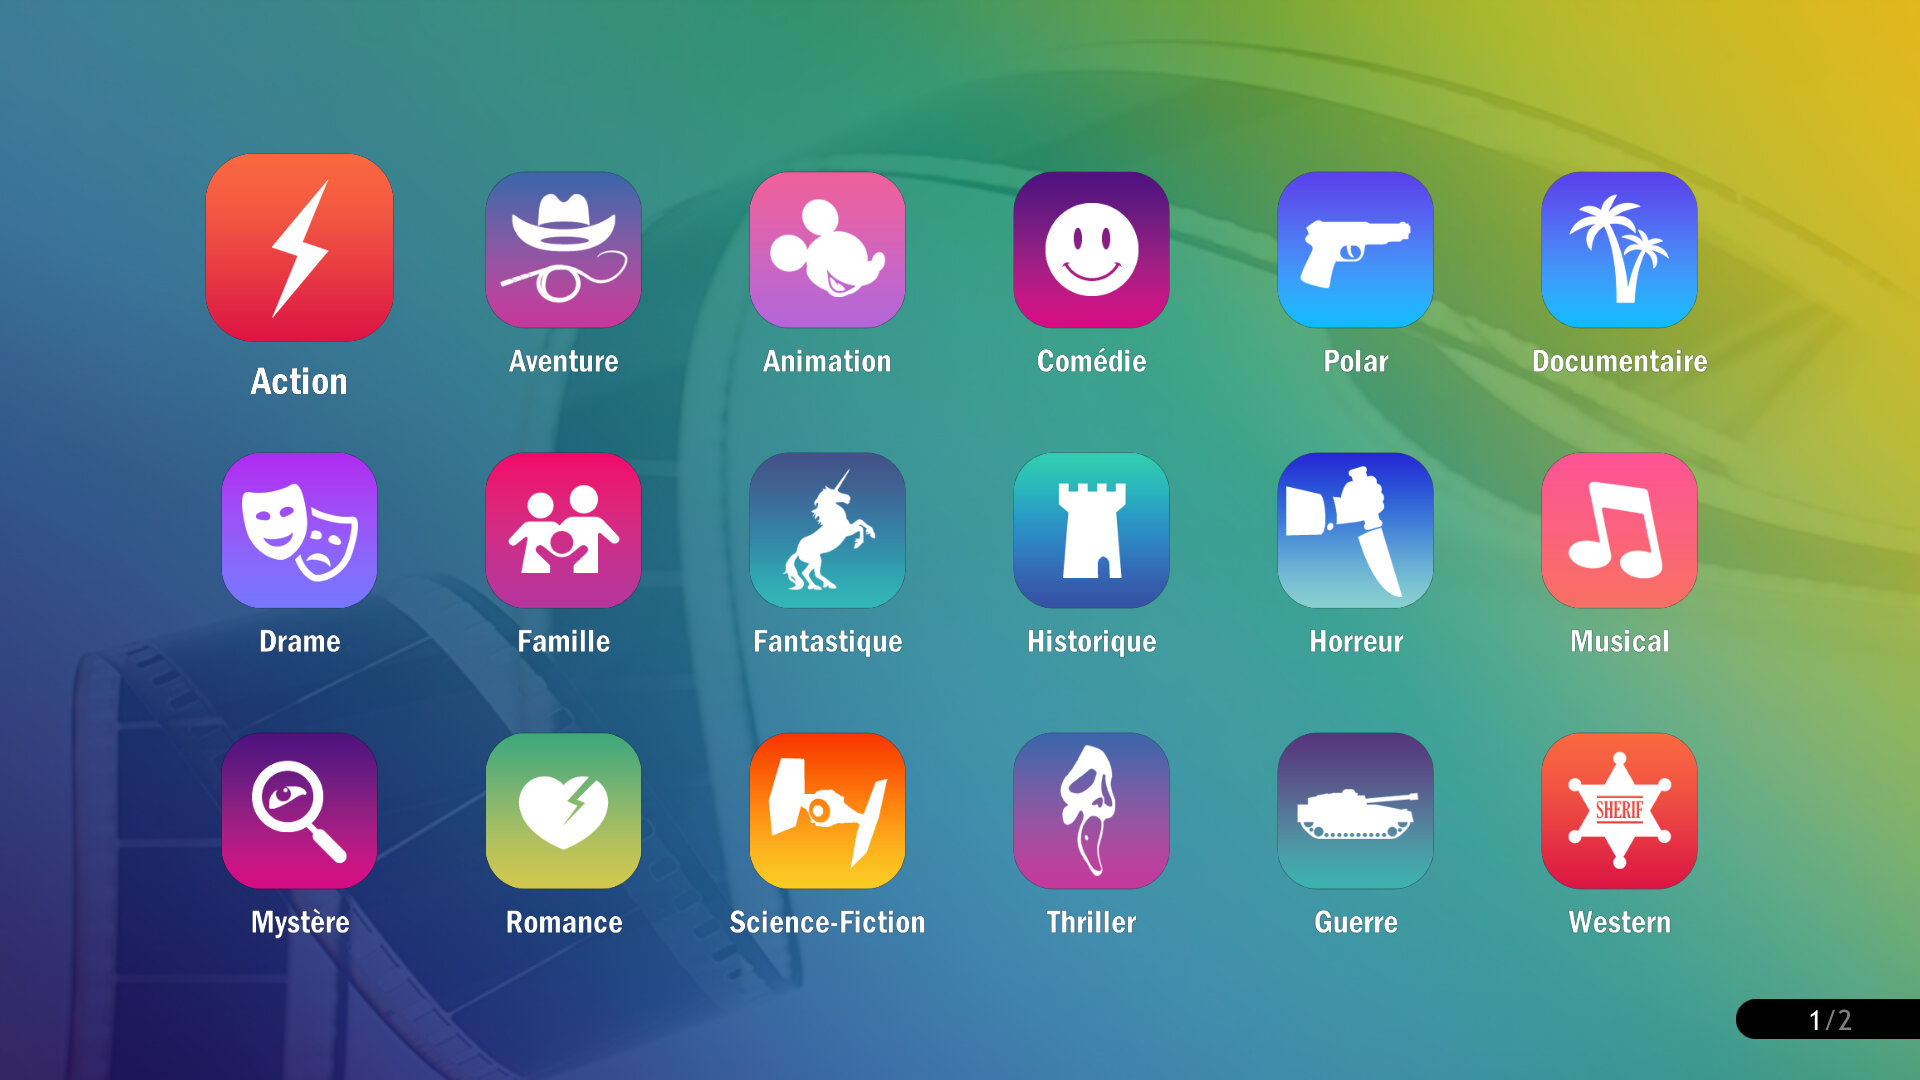 Action
Aventure
Animation
Comédie
Polar
Documentaire
Drame
Famille
Fantastique
Historique
Horreur
Musical
Mystère
Romance
Science-Fiction
Thriller
Guerre
SHERIF
Western
1/2